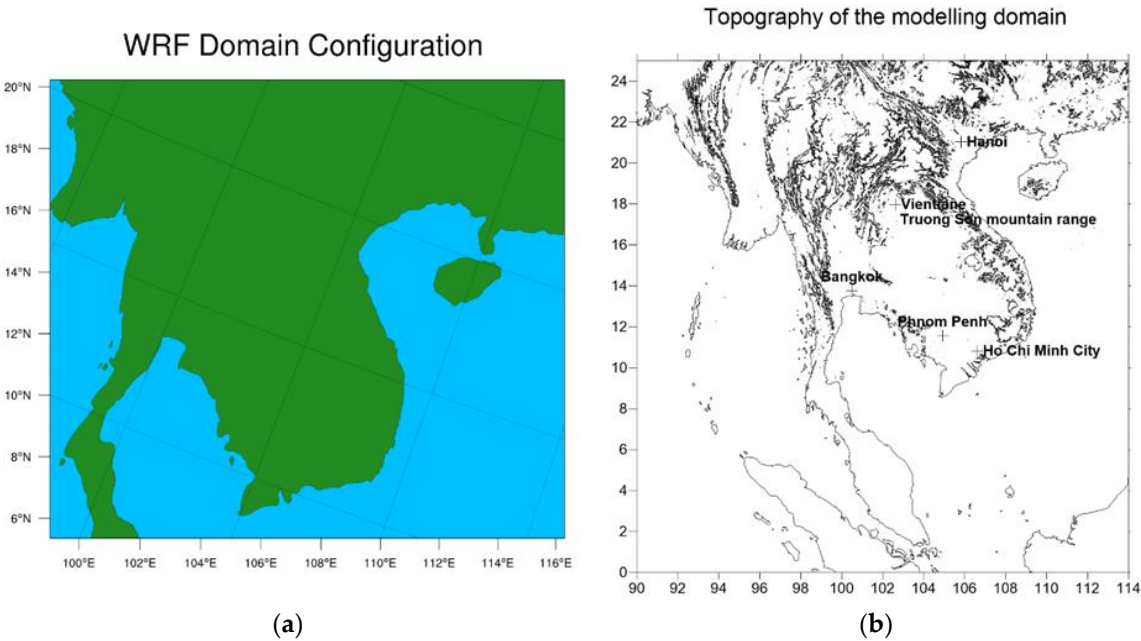 WRF Domain Configuration
20°N
18°N
16°N
14°N
12°N
10°N
8°N
6°N
100°E 102°E 104°E 106°E 108°E 110°E 112°E 114°E 116°E
(a)
Topography of the modelling domain
24
22
20
18
16
14
12
10
8
6
4
2
0
90 92 94 96 98 100 102 104 106 108 110 112 114
Hanoi
Vientiane
Truong Son mountain range
Bangkok
Phnom Penh
Ho Chi Minh City
(b)